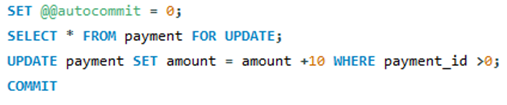 SET @@autocommit = 0;
SELECT * FROM payment FOR UPDATE;
UPDATE payment SET amount = amount +10 WHERE payment_id >0;
COMMIT